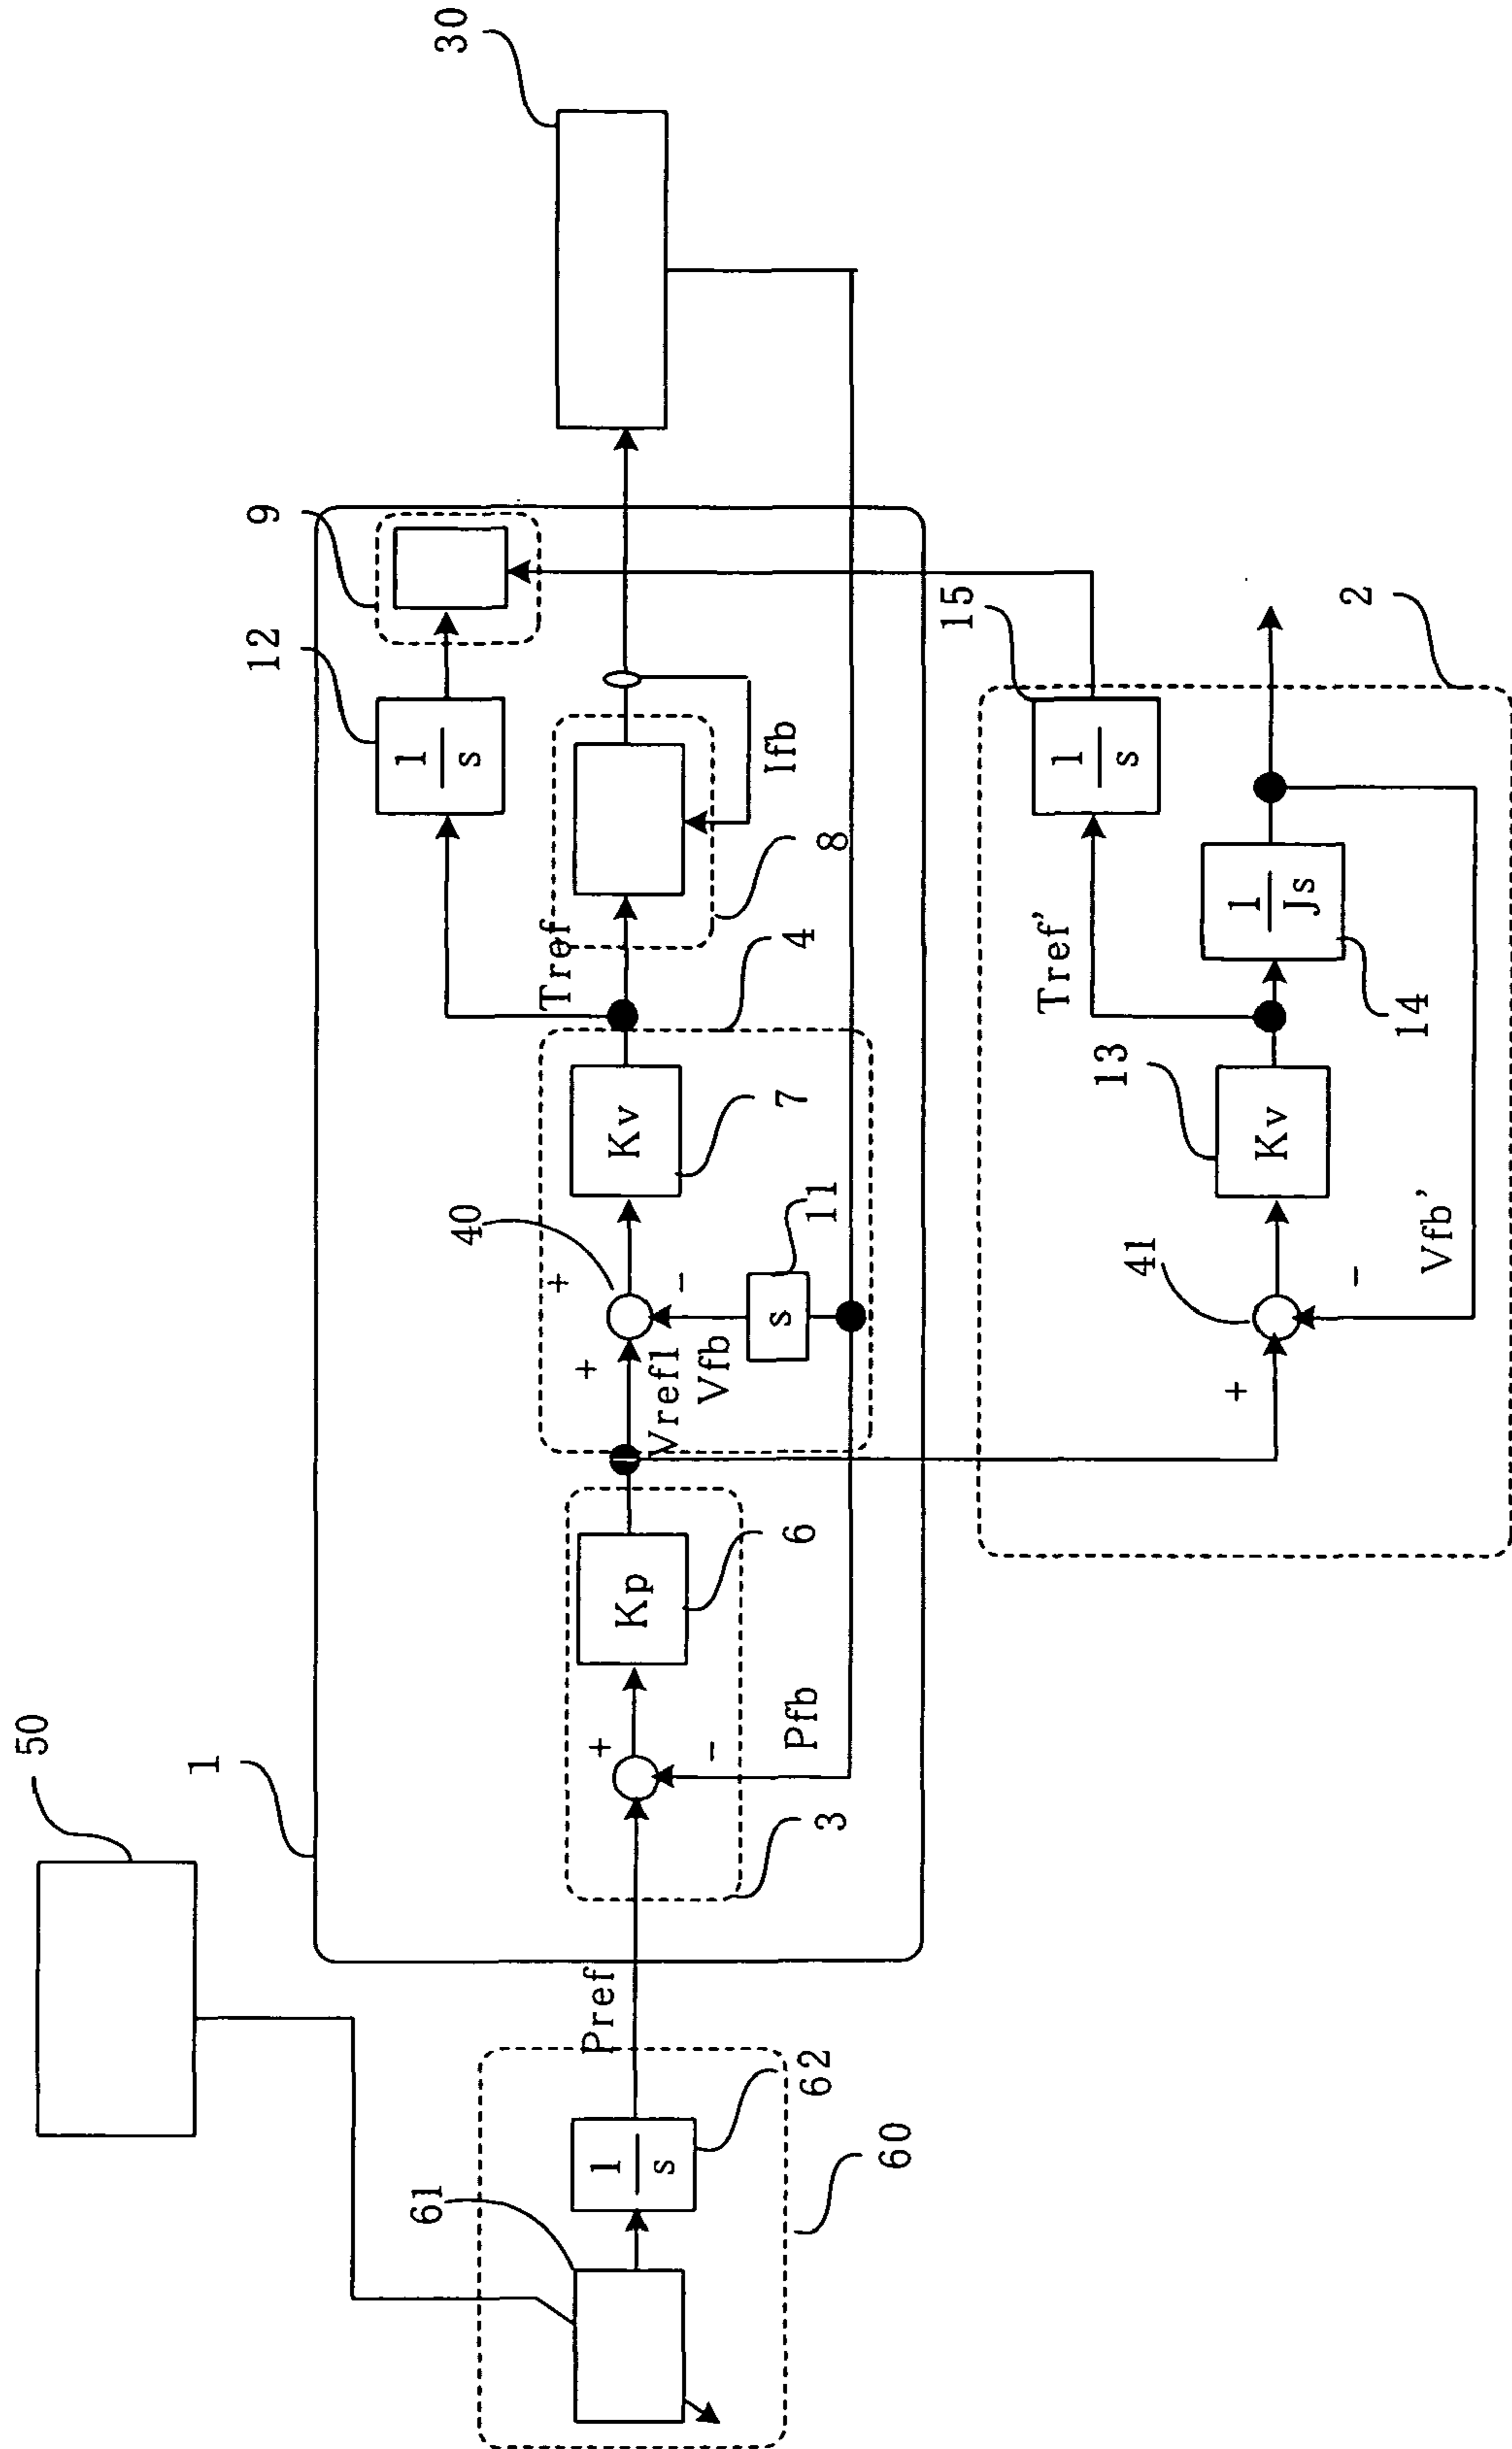 50
1
30
9
12
1
s
Tref
Ifb
8
4
Kv
7
40
+
+
-
Vref1
Vfb
s
11
Kp
6
+
-
Pfb
3
Pref
61
1
s
62
60
15
1
s
2
Tref'
1
Js
14
13
Kv
41
+
-
Vfb'